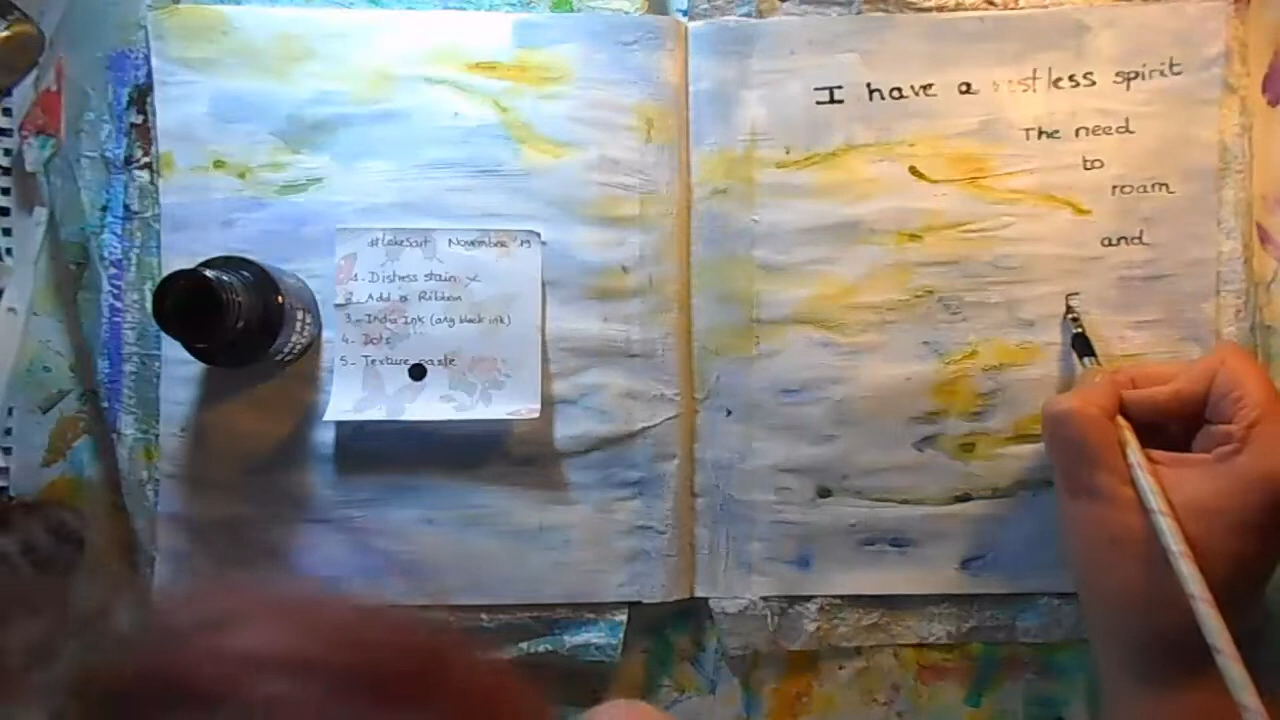 #LakeSart November '19
1. Distress stain x
2. Add a Ribbon
3. India Ink (any black ink)
4. Dots
5. Texture paste
I have a restless spirit
The need
to
roam
and